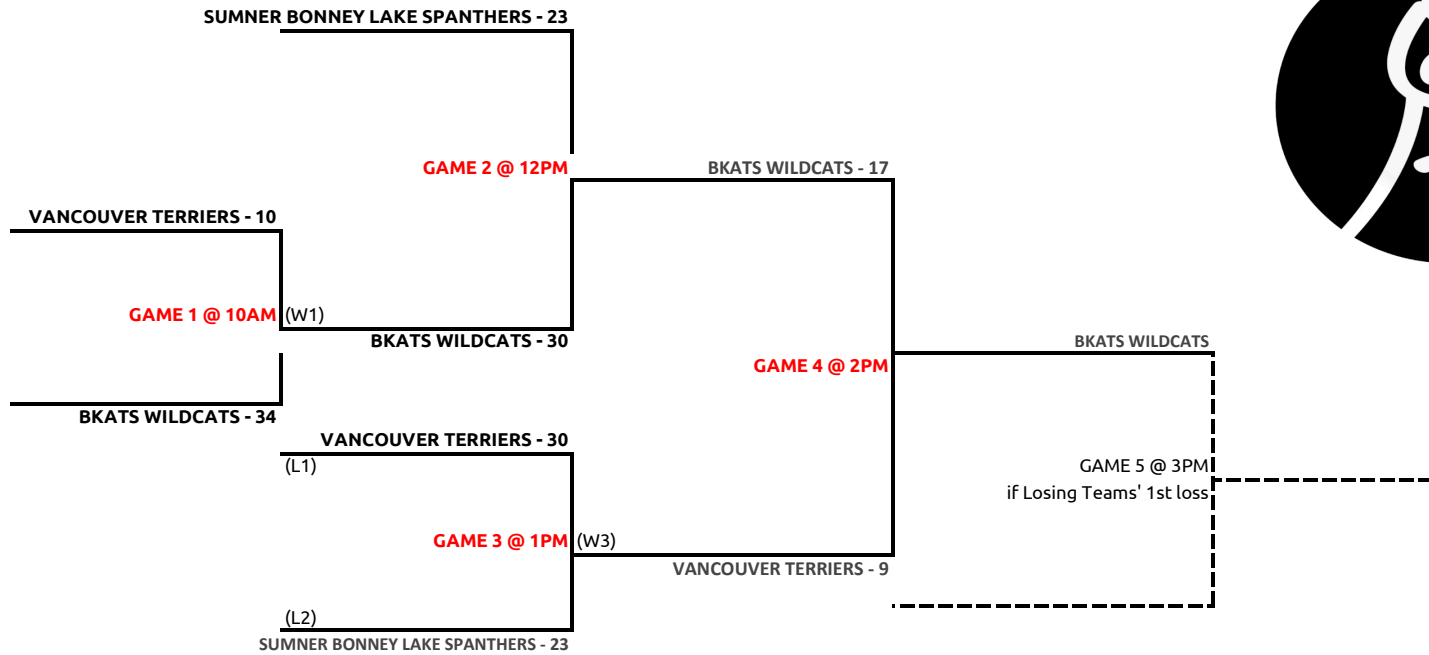 SUMNER BONNEY LAKE SPANTHERS - 23
GAME 2 @ 12PM
BKATS WILDCATS - 17
VANCOUVER TERRIERS - 10
GAME 1 @ 10AM (W1)
BKATS WILDCATS - 30
BKATS WILDCATS
GAME 4 @ 2PM
BKATS WILDCATS - 34
VANCOUVER TERRIERS - 30
(L1)
GAME 5 @ 3PM
if Losing Teams' 1st loss
GAME 3 @ 1PM (W3)
VANCOUVER TERRIERS - 9
(L2)
SUMNER BONNEY LAKE SPANTHERS - 23